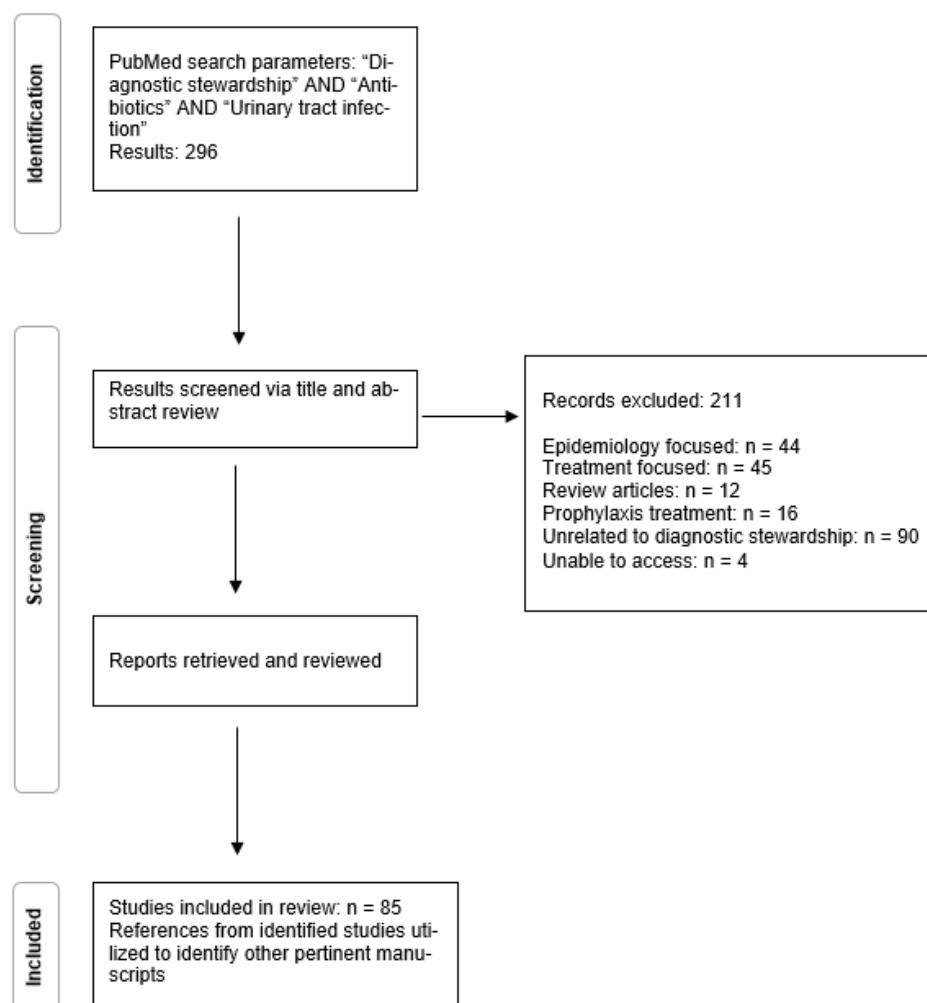 Identification
PubMed search parameters: “Di-
agnostic stewardship” AND “Anti-
biotics” AND “Urinary tract infec-
tion”
Results: 296
Screening
Results screened via title and ab-
stract review
Records excluded: 211
Epidemiology focused: n = 44
Treatment focused: n = 45
Review articles: n = 12
Prophylaxis treatment: n = 16
Unrelated to diagnostic stewardship: n = 90
Unable to access: n = 4
Reports retrieved and reviewed
Included
Studies included in review: n = 85
References from identified studies uti-
lized to identify other pertinent manu-
scripts